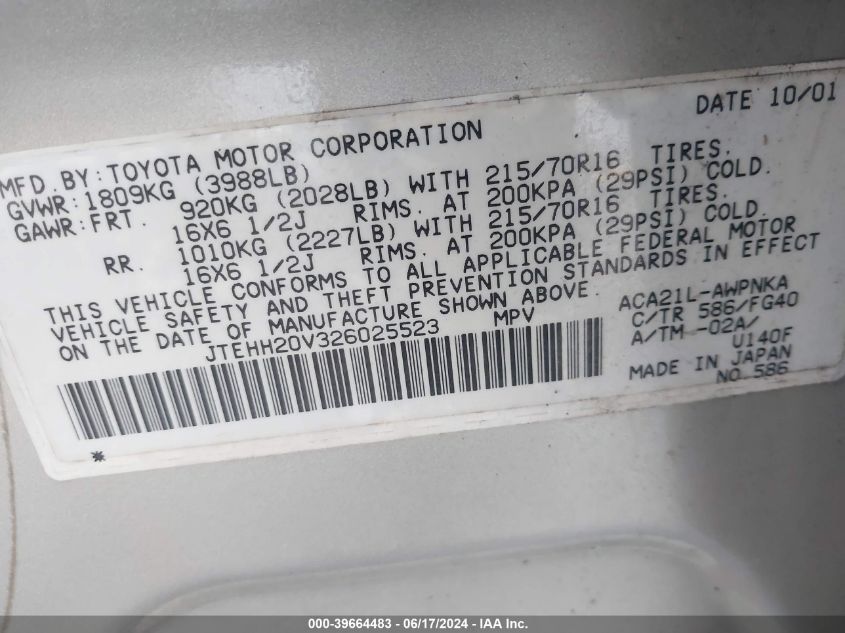 DATE 10/01
MFD. BY: TOYOTA MOTOR CORPORATION
GVWR: 1809KG (3988LB)
GAWR: FRT. 920KG (2028LB) WITH 215/70R16 TIRES.
16X6 1/2J RIMS. AT 200KPA (29PSI) COLD.
RR. 1010KG (2227LB) WITH 215/70R16 TIRES.
16X6 1/2J RIMS. AT 200KPA (29PSI) COLD.
THIS VEHICLE CONFORMS TO ALL APPLICABLE FEDERAL MOTOR
VEHICLE SAFETY AND THEFT PREVENTION STANDARDS IN EFFECT
ON THE DATE OF MANUFACTURE SHOWN ABOVE.
JTEHH20V326025523 MPV
ACA21L-AWPNKA
C/TR 586/FG40
A/TM -02A/
U140F
MADE IN JAPAN
NO. 586
*
000-39664483 - 06/17/2024 - IAA Inc.